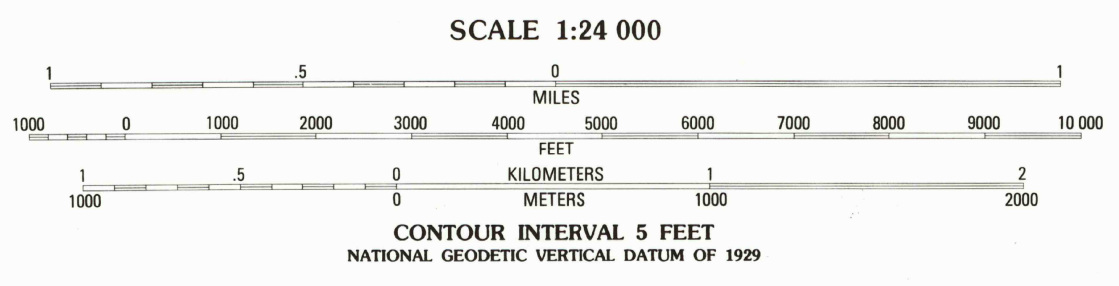 SCALE 1:24 000
1 .5 0 1
MILES
1000 0 1000 2000 3000 4000 5000 6000 7000 8000 9000 10 000
FEET
1 .5 0 KILOMETERS 1 2
1000 0 METERS 1000 2000
CONTOUR INTERVAL 5 FEET
NATIONAL GEODETIC VERTICAL DATUM OF 1929